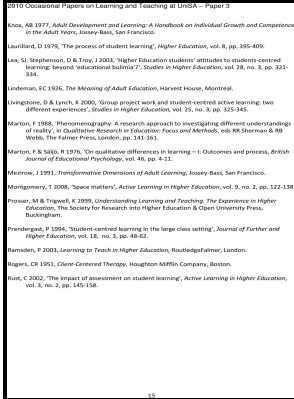 2010 Occasional Papers on Learning and Teaching at UniSA – Paper 3
Knox, AB 1977, Adult Development and Learning: A Handbook on Individual Growth and Competence
in the Adult Years, Jossey-Bass, San Francisco.
Laurillard, D 1979, 'The process of student learning', Higher Education, vol. 8, pp. 395-409.
Lea, SJ, Stephenson, D & Troy, J 2003, 'Higher Education students' attitudes to students-centred
learning: beyond 'educational bulimia'?', Studies in Higher Education, vol. 28, no. 3, pp. 321-
334.
Lindeman, EC 1926, The Meaning of Adult Education, Harvest House, Montreal.
Livingstone, D & Lynch, K 2000, 'Group project work and student-centred active learning: two
different experiences', Studies in Higher Education, vol. 25, no. 3, pp. 325-345.
Marton, F 1988, 'Phenomenography: A research approach to investigating different understandings
of reality', in Qualitative Research in Education: Focus and Methods, eds RR Sherman & RB
Webb, The Falmer Press, London, pp. 141-161.
Marton, F & Säljö, R 1976, 'On qualitative differences in learning – I: Outcomes and process', British
Journal of Educational Psychology, vol. 46, pp. 4-11.
Mezirow, J 1991, Transformative Dimensions of Adult Learning, Jossey-Bass, San Francisco.
Montgomery, T 2008, 'Space matters', Active Learning in Higher Education, vol 9, no. 2, pp. 122-138
Prosser, M & Trigwell, K 1999, Understanding Learning and Teaching. The Experience in Higher
Education, The Society for Research into Higher Education & Open University Press,
Buckingham.
Prendergast, P 1994, 'Student-centred learning in the large class setting', Journal of Further and
Higher Education, vol. 18, no. 3, pp. 48-62.
Ramsden, P 2003, Learning to Teach in Higher Education, RoutledgeFalmer, London.
Rogers, CR 1951, Client-Centered Therapy, Houghton Mifflin Company, Boston.
Rust, C 2002, 'The impact of assessment on student learning', Active Learning in Higher Education,
vol. 3, no. 2, pp. 145-158.
15